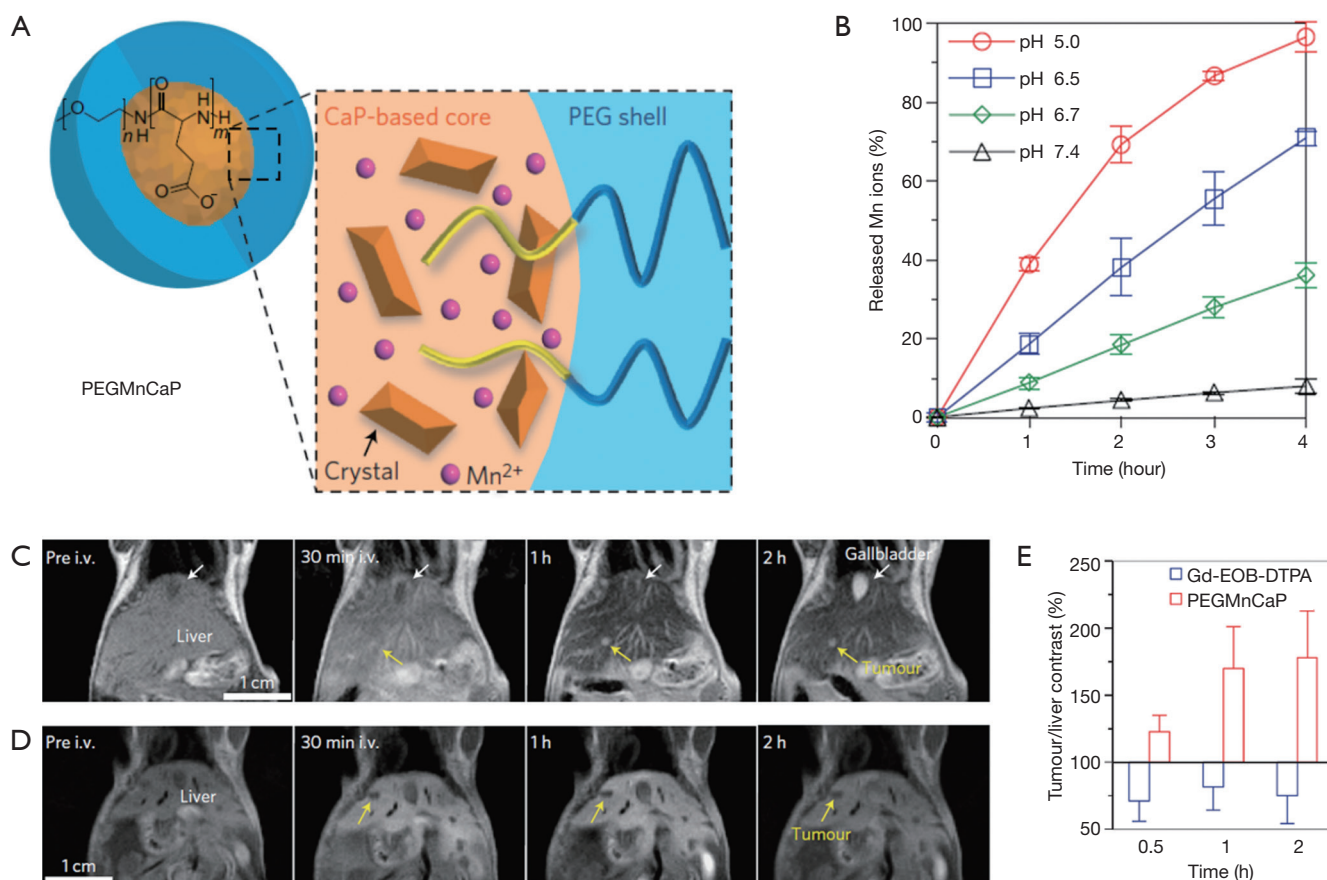 A
O
N
H
O
H
N
H
n
m
O
O⁻
PEGMnCaP
CaP-based core
PEG shell
Crystal
Mn²⁺
B
pH 5.0
pH 6.5
pH 6.7
pH 7.4
Released Mn ions (%)
100
80
60
40
20
0
0 1 2 3 4
Time (hour)
C
Pre i.v.
Liver
1 cm
30 min i.v.
1 h
2 h
Gallbladder
Tumour
D
Pre i.v.
Liver
1 cm
30 min i.v.
1 h
2 h
Tumour
E
Gd-EOB-DTPA
PEGMnCaP
Tumour/liver contrast (%)
250
200
150
100
50
0.5 1 2
Time (h)